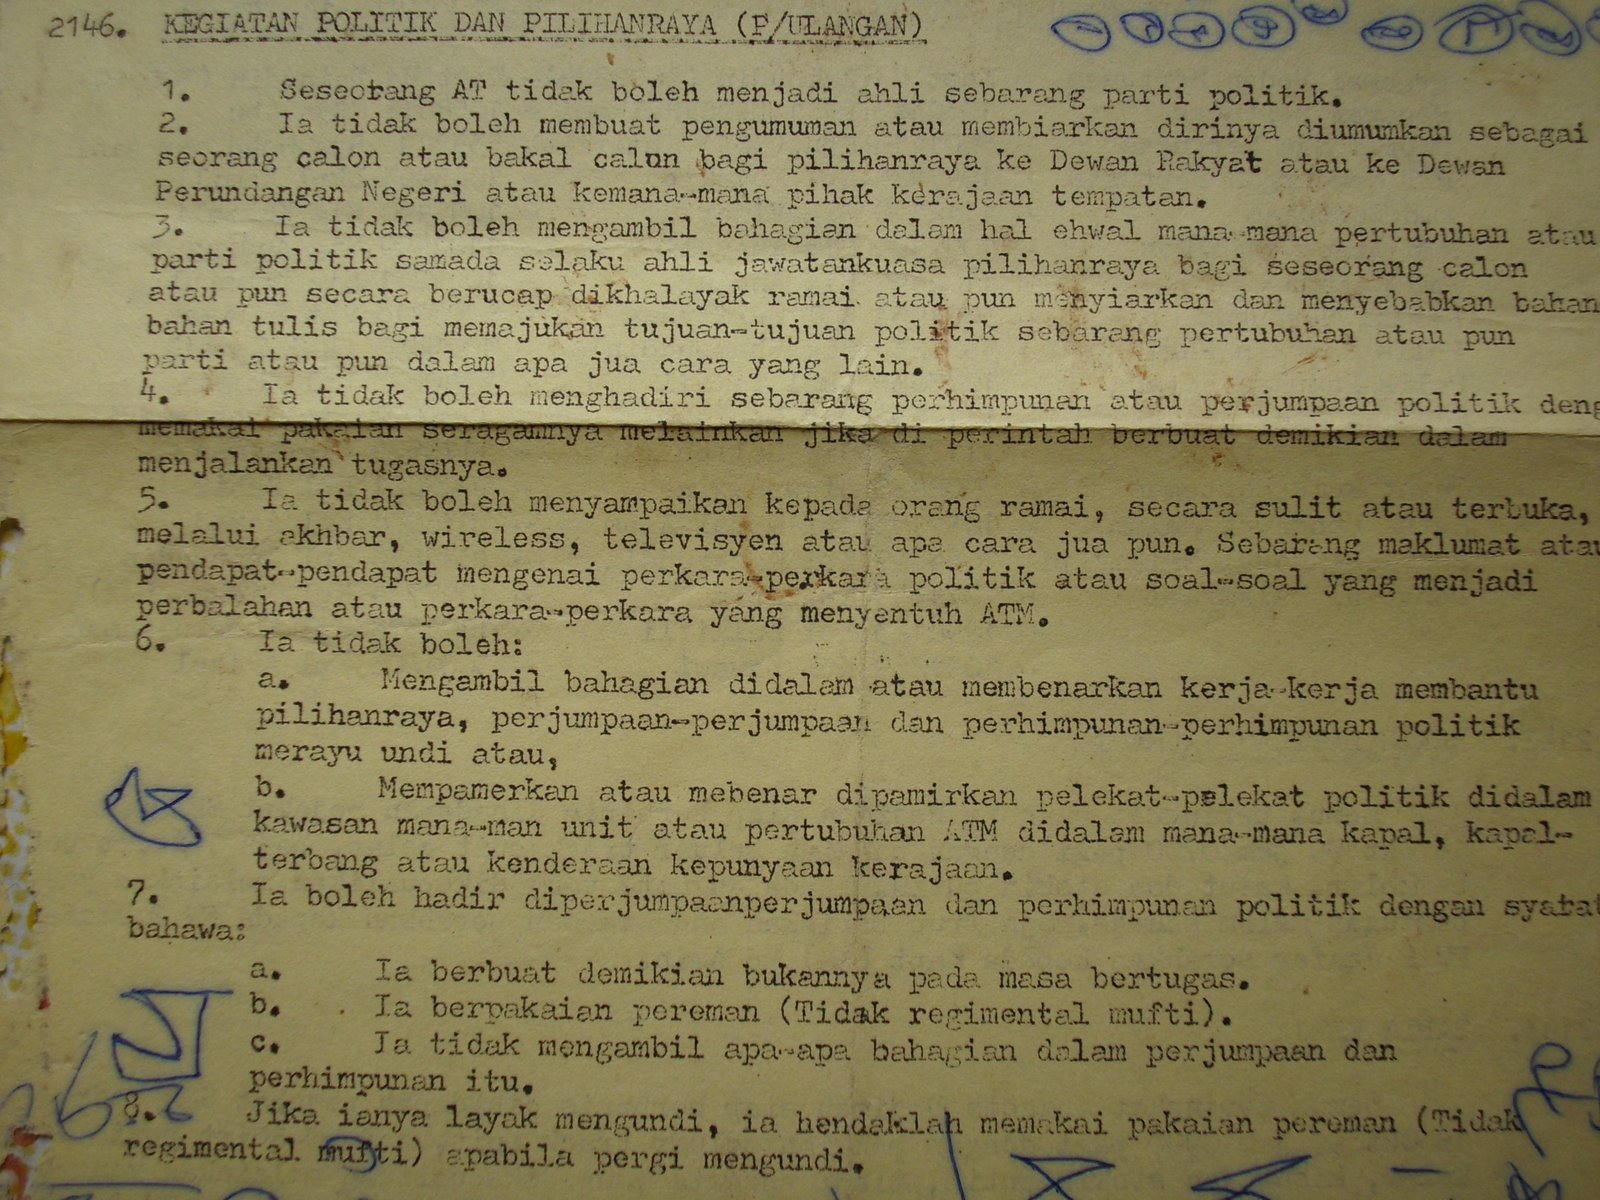 2146. KEGIATAN POLITIK DAN PILIHANRAYA (P/ULANGAN)
1. Seseorang AT tidak boleh menjadi ahli sebarang parti politik.
2. Ia tidak boleh membuat pengumuman atau membiarkan dirinya diumumkan sebagai
seorang calon atau bakal calon bagi pilihanraya ke Dewan Rakyat atau ke Dewan
Perundangan Negeri atau kemana-mana pihak kerajaan tempatan.
3. Ia tidak boleh mengambil bahagian dalam hal ehwal mana-mana pertubuhan atau
parti politik samada selaku ahli jawatankuasa pilihanraya bagi seseorang calon
atau pun secara berucap dikhalayak ramai atau pun menyiarkan dan menyebabkan bahan
bahan tulis bagi memajukan tujuan-tujuan politik sebarang pertubuhan atau pun
parti atau pun dalam apa jua cara yang lain.
4. Ia tidak boleh menghadiri sebarang perhimpunan atau perjumpaan politik deng
memakai pakaian seragamnya melainkan jika di perintah berbuat demikian dalam
menjalankan tugasnya.
5. Ia tidak boleh menyampaikan kepada orang ramai, secara sulit atau terbuka,
melalui akhbar, wireless, televisyen atau apa cara jua pun. Sebarang maklumat atau
pendapat-pendapat mengenai perkara-perkara politik atau soal-soal yang menjadi
perbalahan atau perkara-perkara yang menyentuh ATM.
6. Ia tidak boleh:
a. Mengambil bahagian didalam atau membenarkan kerja-kerja membantu
pilihanraya, perjumpaan-perjumpaan dan perhimpunan-perhimpunan politik
merayu undi atau,
b. Mempamerkan atau mebenar dipamirkan pelekat-pelekat politik didalam
kawasan mana-man unit atau pertubuhan ATM didalam mana-mana kapal, kapal-
terbang atau kenderaan kepunyaan kerajaan.
7. Ia boleh hadir diperjumpaanperjumpaan dan perhimpunan politik dengan syarat
bahawa:
a. Ia berbuat demikian bukannya pada masa bertugas.
b. Ia berpakaian pereman (Tidak regimental mufti).
c. Ia tidak mengambil apa-apa bahagian dalam perjumpaan dan
perhimpunan itu.
8. Jika ianya layak mengundi, ia hendaklah memakai pakaian pereman (Tidak
regimental mufti) apabila pergi mengundi.